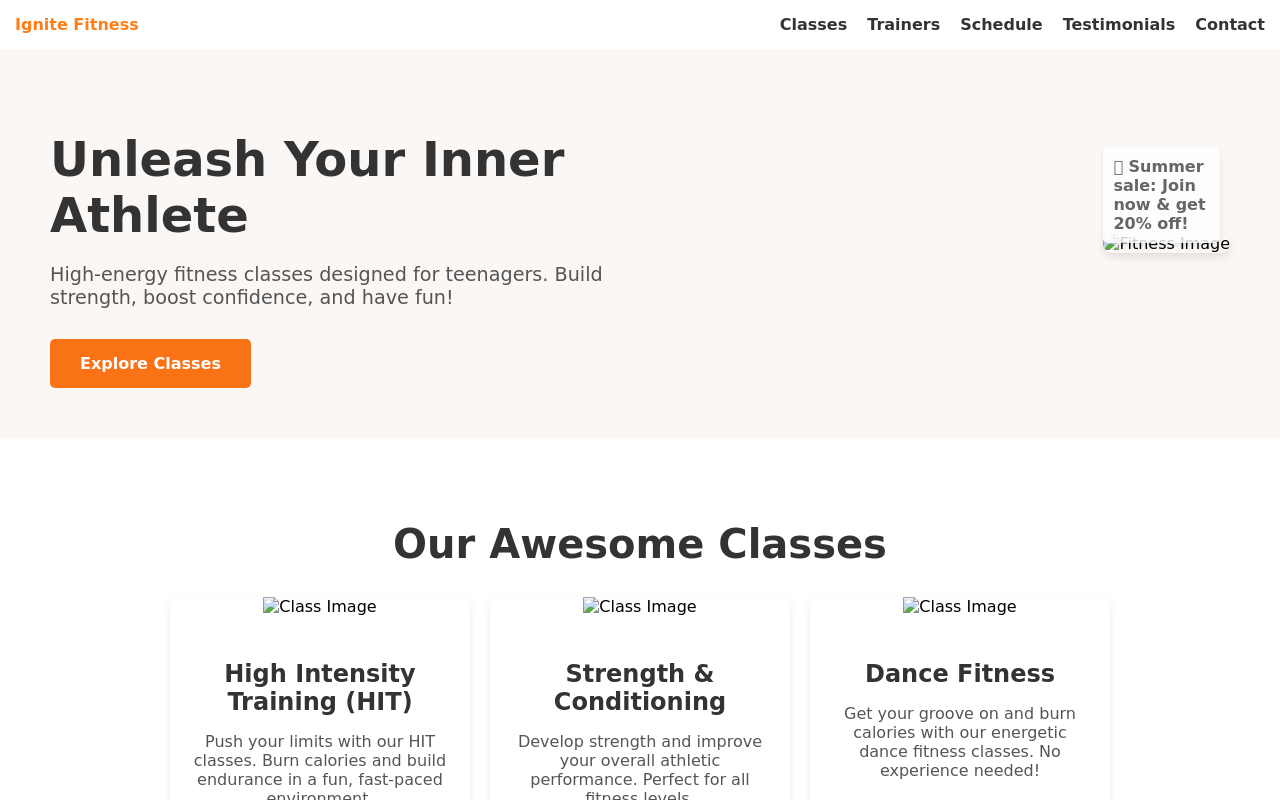 Ignite Fitness
Classes Trainers Schedule Testimonials Contact
Unleash Your Inner
Athlete
High-energy fitness classes designed for teenagers. Build
strength, boost confidence, and have fun!
Explore Classes
Summer
sale: Join
now & get
20% off!
Fitness Image
Our Awesome Classes
Class Image
High Intensity
Training (HIT)
Push your limits with our HIT
classes. Burn calories and build
endurance in a fun, fast-paced
environment.
Class Image
Strength &
Conditioning
Develop strength and improve
your overall athletic
performance. Perfect for all
fitness levels.
Class Image
Dance Fitness
Get your groove on and burn
calories with our energetic
dance fitness classes. No
experience needed!